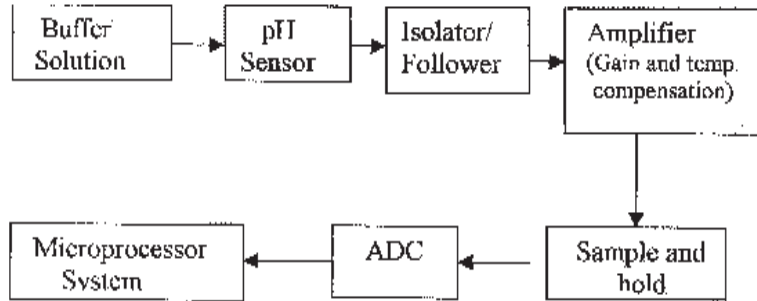 Buffer
Solution
pH
Sensor
Isolator/
Follower
Amplifier
(Gain and temp.
compensation)
Microprocessor
System
ADC
Sample and
hold